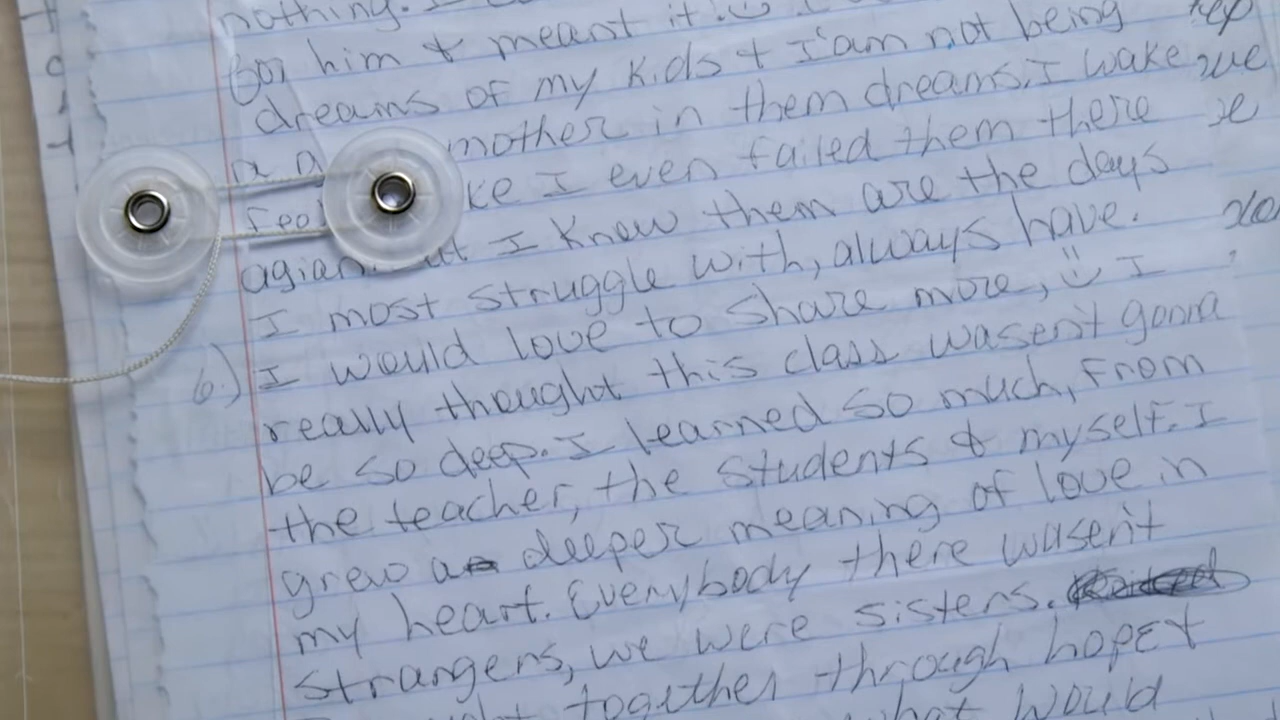 nothing. I
for him & meant it. :)
dreams of my kids & I'am not being
a mother in them dreams. I wake
I even failed them there
agian. I know them are the days
I most struggle with, always have.
6.) I would love to share more, :) I
really thought this class wasen't gonna
be so deep. I learned so much, from
the teacher, the students & myself. I
grew a deeper meaning of love in
my heart. Everybody there wasen't
strangers, we were sisters.
together through hope &
what would